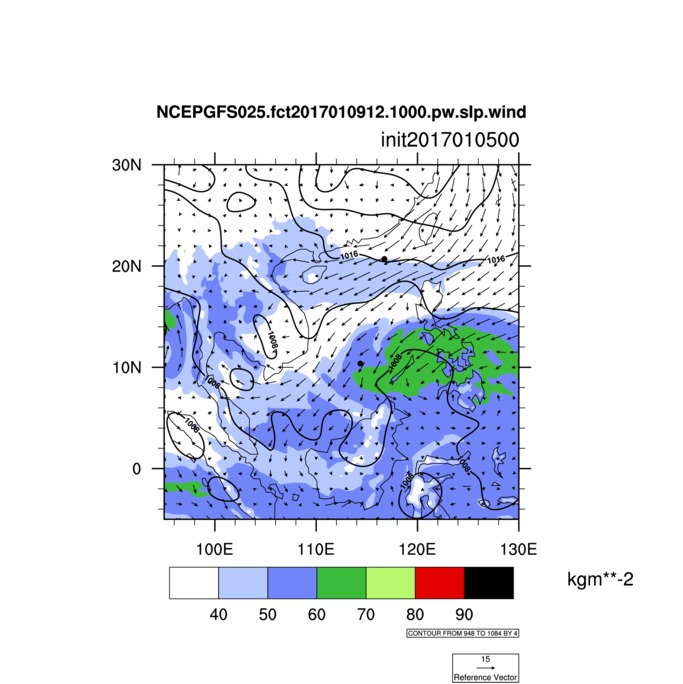 NCEPGFS025.fct2017010912.1000.pw.slp.wind
init2017010500
30N
20N
10N
0
1016
1016
1008
1008
1008
1008
1008
1008
100E
110E
120E
130E
kgm**-2
40
50
60
70
80
90
CONTOUR FROM 948 TO 1084 BY 4
15
Reference Vector